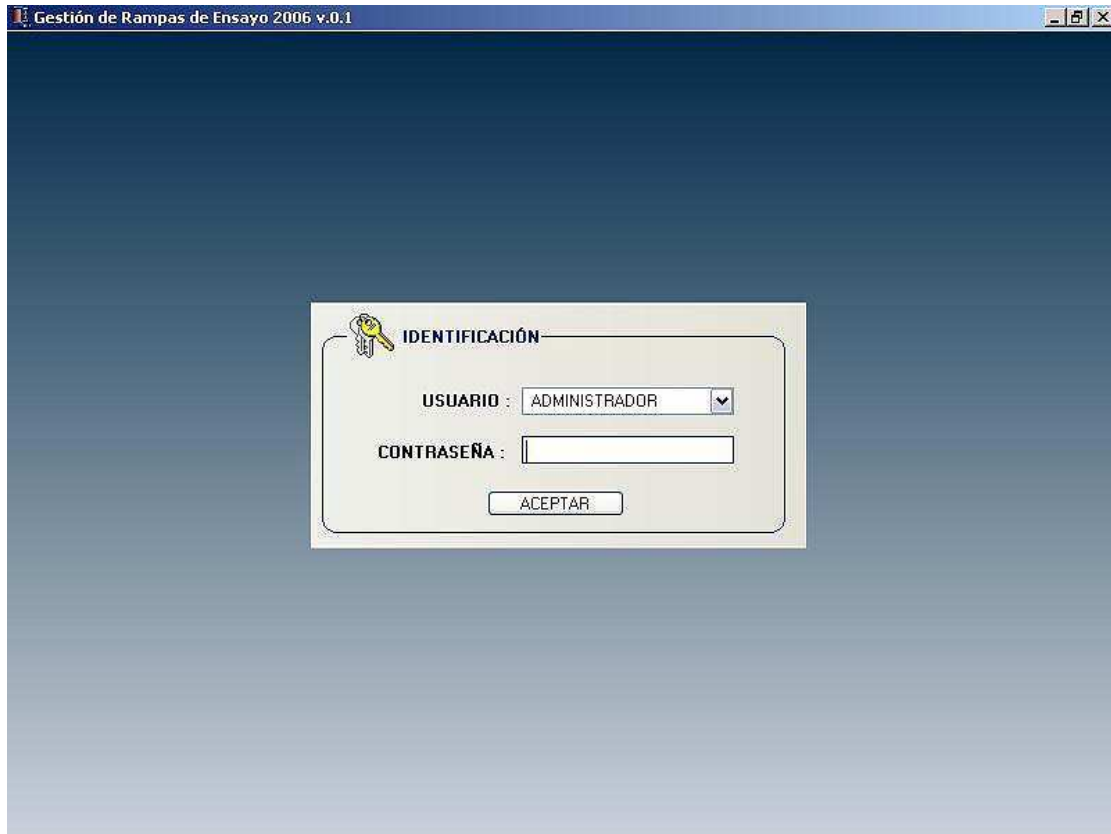 Gestión de Rampas de Ensayo 2006 v.0.1
IDENTIFICACIÓN
USUARIO : ADMINISTRADOR
CONTRASEÑA :
ACEPTAR